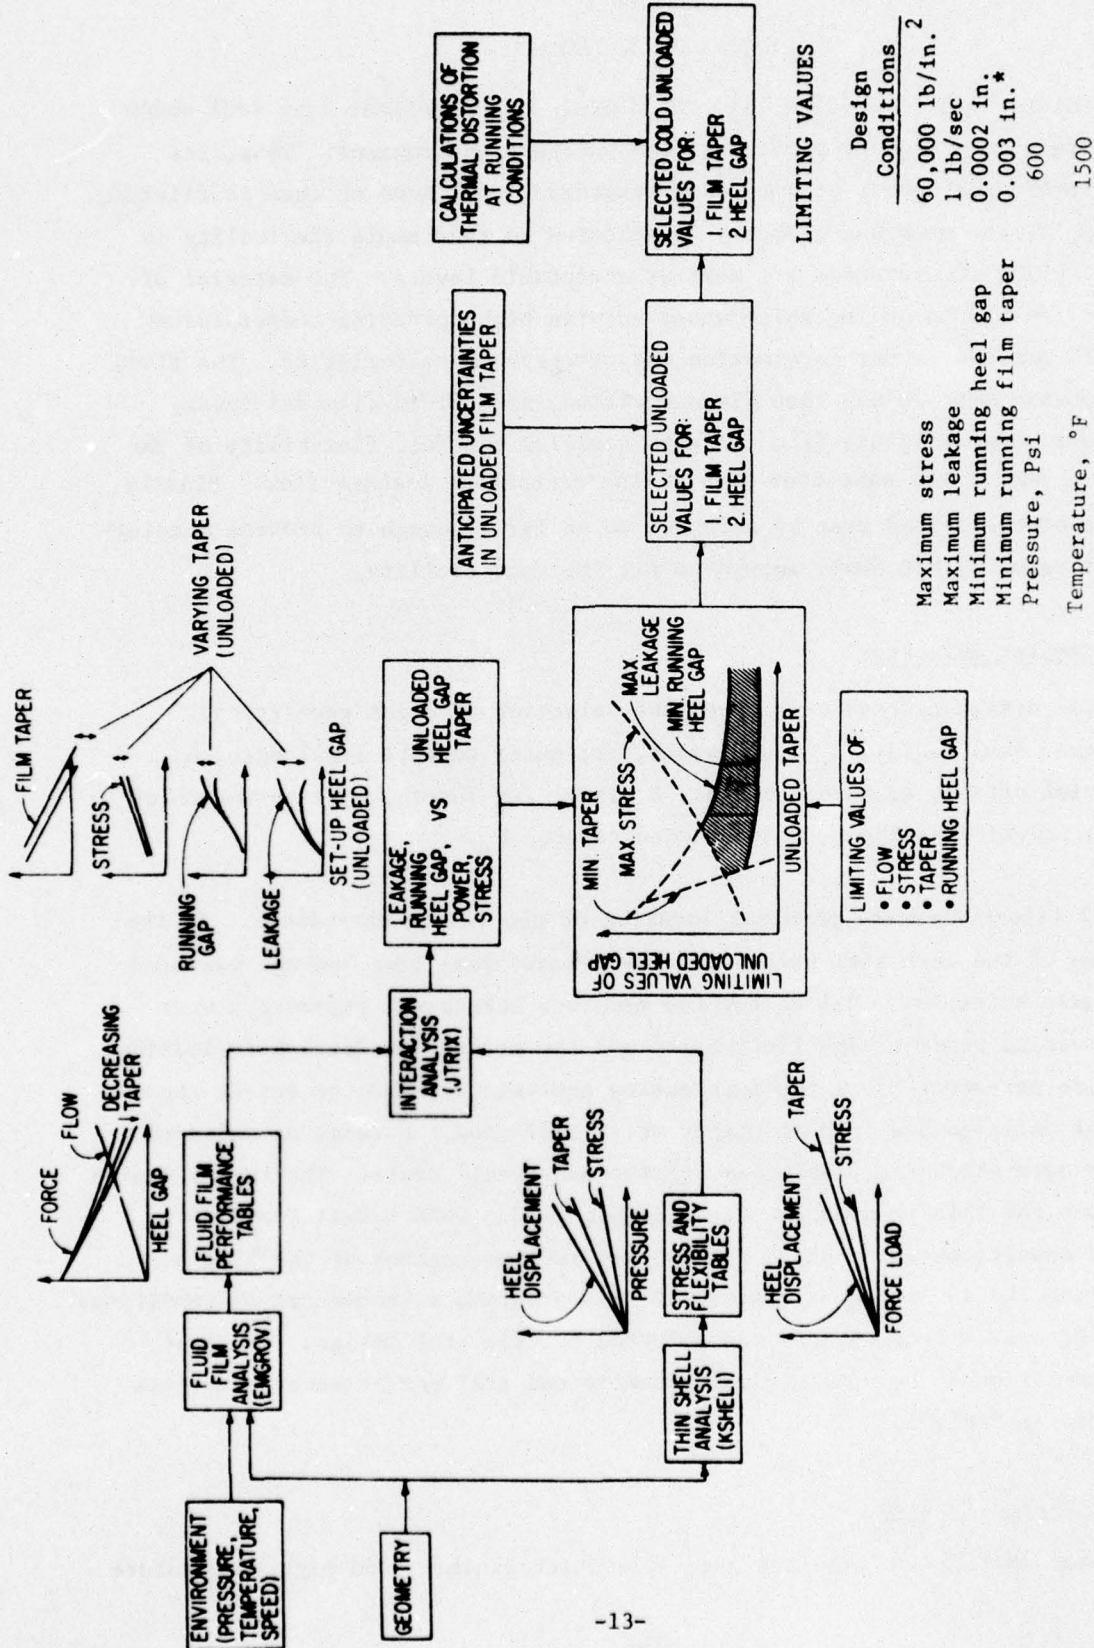 ENVIRONMENT
(PRESSURE,
TEMPERATURE,
SPEED)
GEOMETRY
FLUID
FILM
ANALYSIS
(EMGROV)
THIN SHELL
ANALYSIS
(KSHEL1)
FORCE
FLOW
DECREASING
TAPER
HEEL GAP
FLUID FILM
PERFORMANCE
TABLES
HEEL
DISPLACEMENT
TAPER
STRESS
PRESSURE
STRESS AND
FLEXIBILITY
TABLES
HEEL
DISPLACEMENT
TAPER
STRESS
FORCE LOAD
INTERACTION
ANALYSIS
(JTRIX)
FILM TAPER
STRESS
RUNNING
GAP
LEAKAGE
SET-UP HEEL GAP
(UNLOADED)
VARYING TAPER
(UNLOADED)
LEAKAGE,
RUNNING
HEEL GAP, VS
POWER,
STRESS
UNLOADED
HEEL GAP
TAPER
LIMITING VALUES OF
UNLOADED HEEL GAP
MIN. TAPER
MAX. STRESS
MAX.
LEAKAGE
MIN. RUNNING
HEEL GAP
UNLOADED TAPER
LIMITING VALUES OF:
• FLOW
• STRESS
• TAPER
• RUNNING HEEL GAP
ANTICIPATED UNCERTAINTIES
IN UNLOADED FILM TAPER
SELECTED UNLOADED
VALUES FOR:
1. FILM TAPER
2. HEEL GAP
CALCULATIONS OF
THERMAL DISTORTION
AT RUNNING
CONDITIONS
SELECTED COLD UNLOADED
VALUES FOR:
1 FILM TAPER
2 HEEL GAP
LIMITING VALUES
Design
Conditions
Maximum stress 60,000 lb/in.2
Maximum leakage 1 lb/sec
Minimum running heel gap 0.0002 in.
Minimum running film taper 0.003 in.*
Pressure, Psi 600
Temperature, °F 1500
-13-